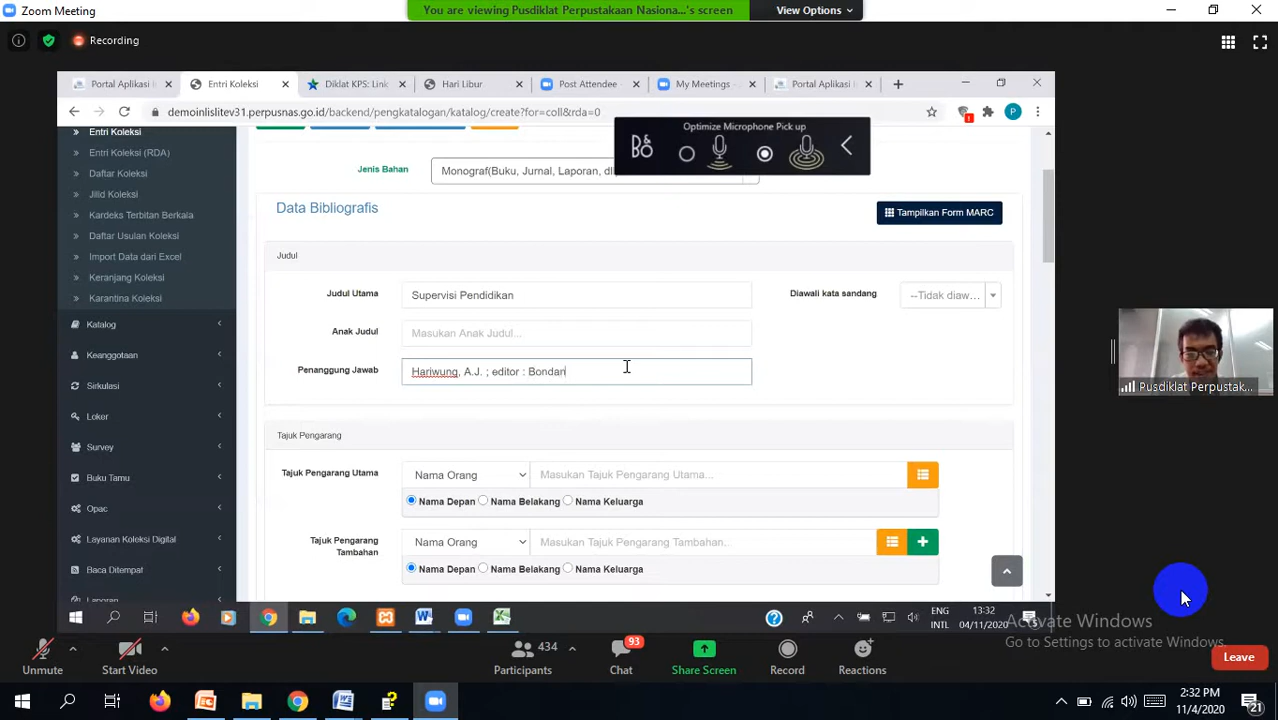 Zoom Meeting
You are viewing Pusdiklat Perpustakaan Nasiona...'s screen
View Options
Recording
Portal Aplikasi I
Entri Koleksi
Diklat KPS: Link
Hari Libur
Post Attendee -
My Meetings -
Portal Aplikasi I
demoinlislitev31.perpusnas.go.id/backend/pengkatalogan/katalog/create?for=coll&rda=0
P
Optimize Microphone Pick up
Entri Koleksi
Entri Koleksi (RDA)
Daftar Koleksi
Jilid Koleksi
Kardeks Terbitan Berkala
Daftar Usulan Koleksi
Import Data dari Excel
Keranjang Koleksi
Karantina Koleksi
Katalog
Keanggotaan
Sirkulasi
Loker
Survey
Buku Tamu
Opac
Layanan Koleksi Digital
Baca Ditempat
Laporan
Jenis Bahan
Monograf(Buku, Jurnal, Laporan, dll
Data Bibliografis
Tampilkan Form MARC
Judul
Judul Utama
Supervisi Pendidikan
Diawali kata sandang
--Tidak diaw...
Anak Judul
Masukan Anak Judul...
Penanggung Jawab
Hariwung, A.J. ; editor : Bondan
Tajuk Pengarang
Tajuk Pengarang Utama
Nama Orang
Masukan Tajuk Pengarang Utama...
Nama Depan Nama Belakang Nama Keluarga
Tajuk Pengarang Tambahan
Nama Orang
Masukan Tajuk Pengarang Tambahan..
Nama Depan Nama Belakang Nama Keluarga
ENG
INTL
13:32
04/11/2020
Pusdiklat Perpustak...
Activate Windows
Go to Settings to activate Windows.
Unmute
Start Video
434
Participants
93
Chat
Share Screen
Record
Reactions
Leave
2:32 PM
11/4/2020
21